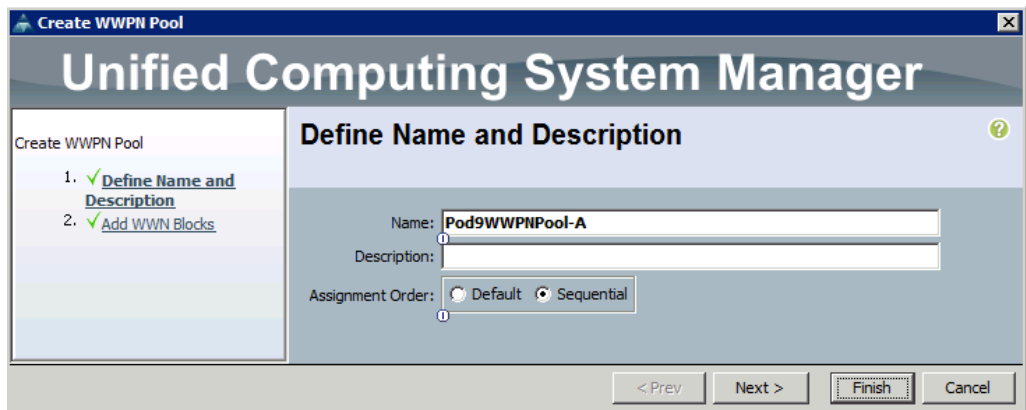 Create WWPN Pool
Unified Computing System Manager
Create WWPN Pool
1. Define Name and
Description
2. Add WWN Blocks
Define Name and Description
Name: Pod9WWPNPool-A
Description:
Assignment Order: Default Sequential
< Prev Next > Finish Cancel